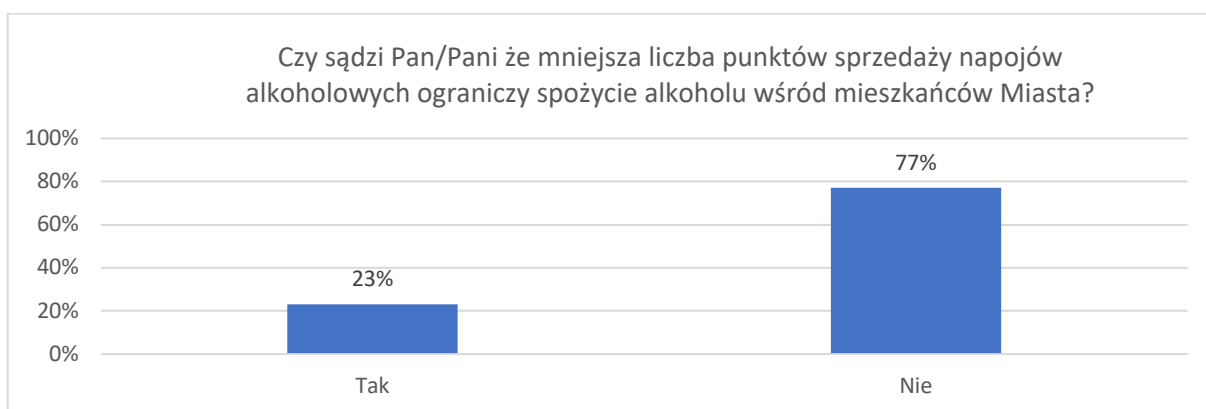 Czy sądzi Pan/Pani że mniejsza liczba punktów sprzedaży napojów
alkoholowych ograniczy spożycie alkoholu wśród mieszkańców Miasta?
100%
80%
60%
40%
20%
0%
23%
77%
Tak
Nie